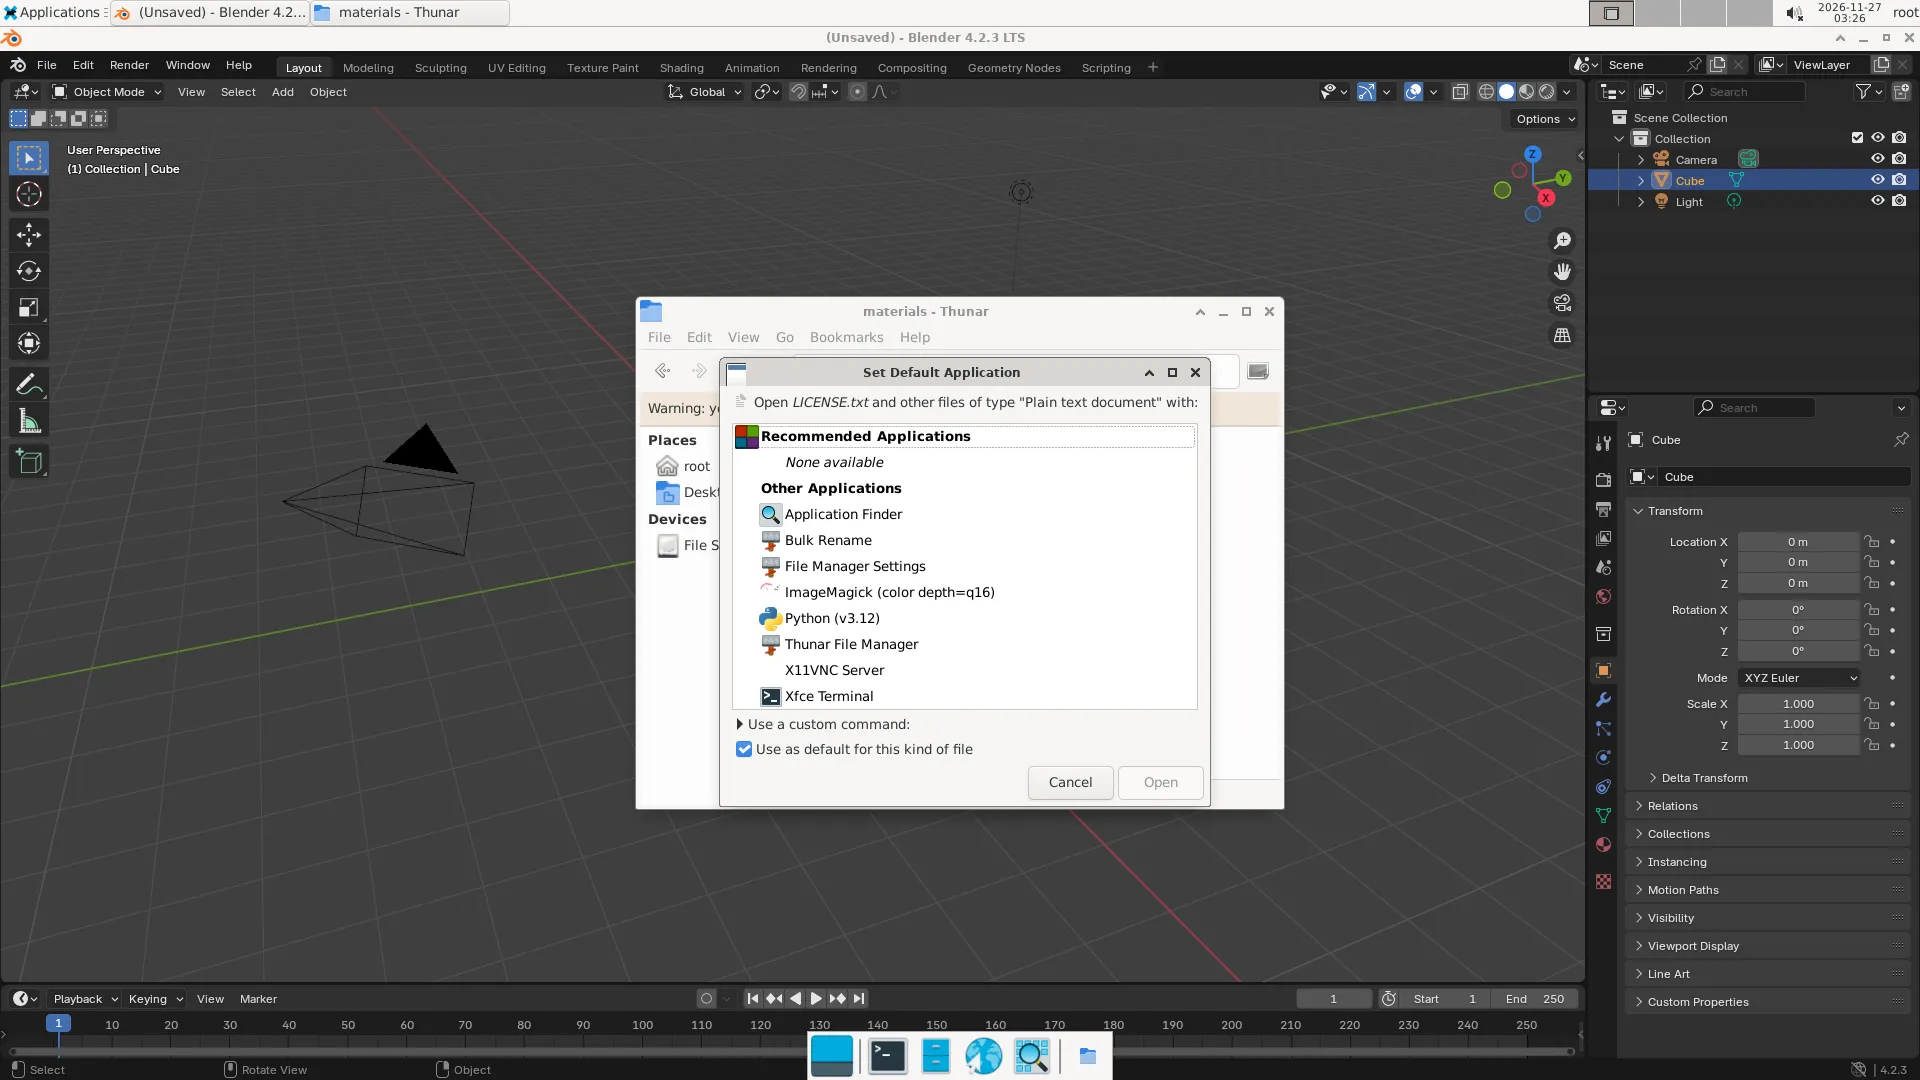 Applications
(Unsaved) - Blender 4.2...
materials - Thunar
2026-11-27
03:26
root
(Unsaved) - Blender 4.2.3 LTS
File Edit Render Window Help
Layout Modeling Sculpting UV Editing Texture Paint Shading Animation Rendering Compositing Geometry Nodes Scripting
Scene
ViewLayer
Object Mode View Select Add Object
Global
Search
Options
User Perspective
(1) Collection | Cube
Z
Y
X
Scene Collection
Collection
Camera
Cube
Light
materials - Thunar
File Edit View Go Bookmarks Help
Warning: yo
Places
root
Deskt
Devices
File S
Set Default Application
Open LICENSE.txt and other files of type "Plain text document" with:
Recommended Applications
None available
Other Applications
Application Finder
Bulk Rename
File Manager Settings
ImageMagick (color depth=q16)
Python (v3.12)
Thunar File Manager
X11VNC Server
Xfce Terminal
Use a custom command:
Use as default for this kind of file
Cancel
Open
Search
Cube
Cube
Transform
Location X 0 m
Y 0 m
Z 0 m
Rotation X 0°
Y 0°
Z 0°
Mode XYZ Euler
Scale X 1.000
Y 1.000
Z 1.000
Delta Transform
Relations
Collections
Instancing
Motion Paths
Visibility
Viewport Display
Line Art
Custom Properties
Playback Keying View Marker
1
Start 1
End 250
1 10 20 30 40 50 60 70 80 90 100 110 120 130 140 150 160 170 180 190 200 210 220 230 240 250
Select
Rotate View
Object
4.2.3